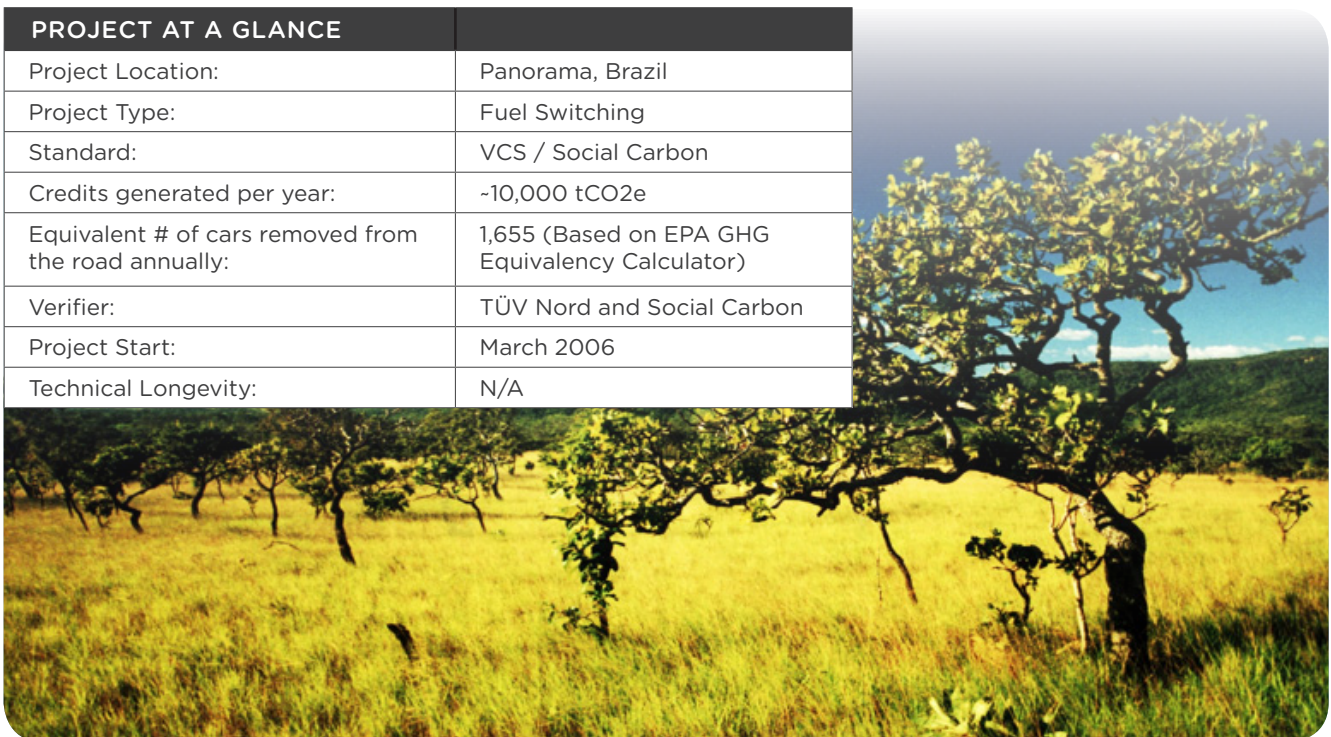 PROJECT AT A GLANCE
Project Location: Panorama, Brazil
Project Type: Fuel Switching
Standard: VCS / Social Carbon
Credits generated per year: ~10,000 tCO2e
Equivalent # of cars removed from 1,655 (Based on EPA GHG
the road annually: Equivalency Calculator)
Verifier: TÜV Nord and Social Carbon
Project Start: March 2006
Technical Longevity: N/A